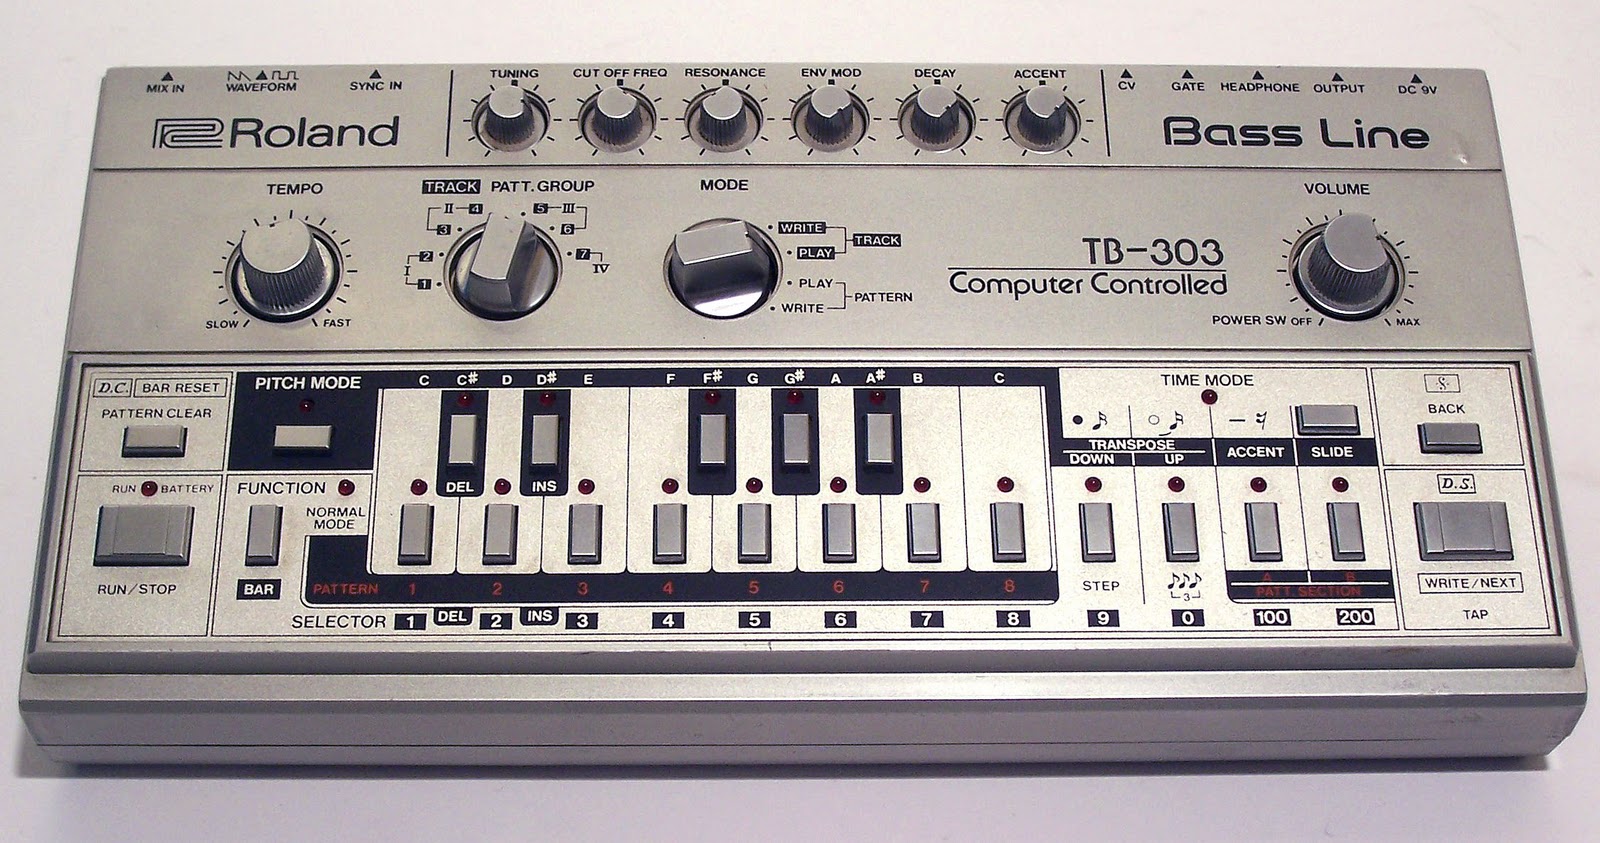 MIX IN WAVEFORM SYNC IN TUNING CUT OFF FREQ RESONANCE ENV MOD DECAY ACCENT CV GATE HEADPHONE OUTPUT DC 9V
Roland Bass Line
TEMPO TRACK PATT. GROUP MODE VOLUME
II 4 5 III
3 6
2 7
I IV
1
WRITE
PLAY TRACK
PLAY
WRITE PATTERN
TB-303
Computer Controlled
SLOW FAST
POWER SW OFF MAX
D.C. BAR RESET
PATTERN CLEAR
PITCH MODE
C C# D D# E F F# G G# A A# B C
TIME MODE
TRANSPOSE
DOWN UP ACCENT SLIDE
S
BACK
DEL INS
RUN BATTERY
FUNCTION
NORMAL
MODE
D.S.
RUN/STOP
BAR
PATTERN 1 2 3 4 5 6 7 8
STEP
3
A B
PATT. SECTION
WRITE/NEXT
TAP
SELECTOR 1 DEL 2 INS 3 4 5 6 7 8 9 0 100 200